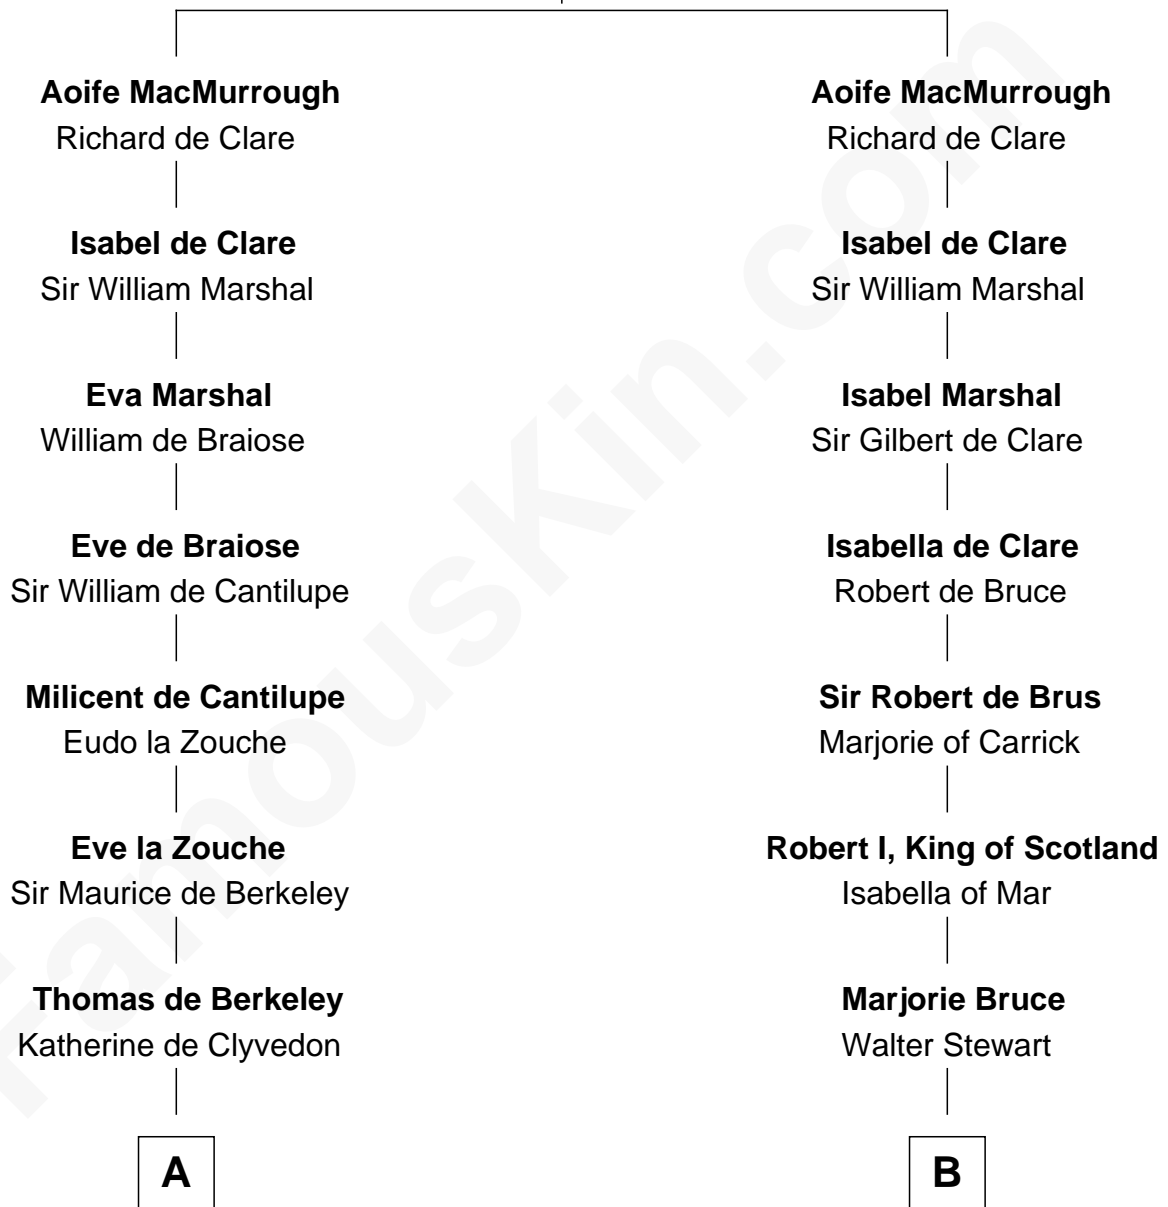 Aoife MacMurrough
Richard de Clare
Isabel de Clare
Sir William Marshal
Eva Marshal
William de Braiose
Eve de Braiose
Sir William de Cantilupe
Milicent de Cantilupe
Eudo la Zouche
Eve la Zouche
Sir Maurice de Berkeley
Thomas de Berkeley
Katherine de Clyvedon
A
Aoife MacMurrough
Richard de Clare
Isabel de Clare
Sir William Marshal
Isabel Marshal
Sir Gilbert de Clare
Isabella de Clare
Robert de Bruce
Sir Robert de Brus
Marjorie of Carrick
Robert I, King of Scotland
Isabella of Mar
Marjorie Bruce
Walter Stewart
B
FamousKin.com